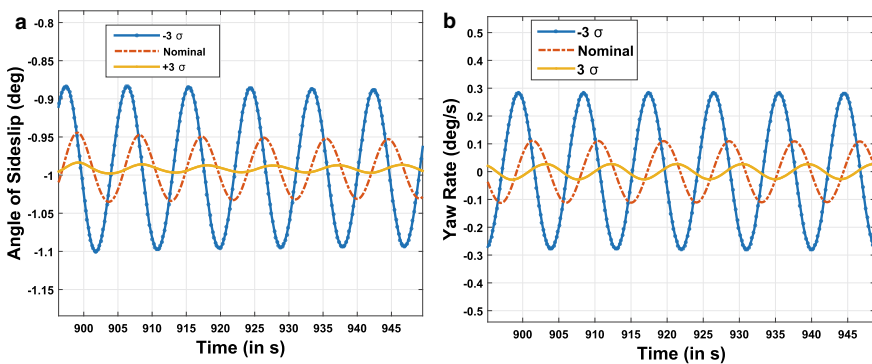 a
-3 σ
Nominal
+3 σ
Angle of Sideslip (deg)
-0.8
-0.85
-0.9
-0.95
-1
-1.05
-1.1
-1.15
900 905 910 915 920 925 930 935 940 945
Time (in s)
b
-3 σ
Nominal
3 σ
Yaw Rate (deg/s)
0.5
0.4
0.3
0.2
0.1
0
-0.1
-0.2
-0.3
-0.4
-0.5
900 905 910 915 920 925 930 935 940 945
Time (in s)